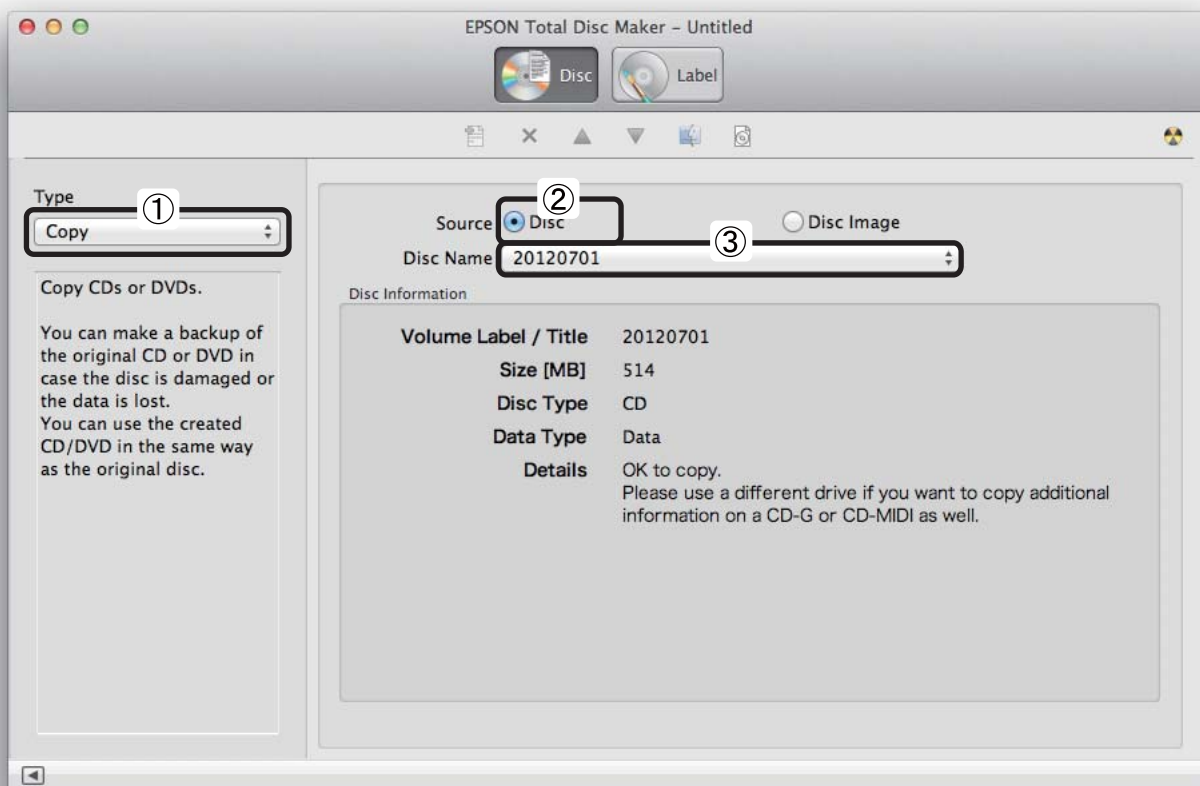 EPSON Total Disc Maker – Untitled
Disc
Label
Type
①
Copy
Copy CDs or DVDs.
You can make a backup of
the original CD or DVD in
case the disc is damaged or
the data is lost.
You can use the created
CD/DVD in the same way
as the original disc.
②
Source Disc Disc Image
③
Disc Name 20120701
Disc Information
Volume Label / Title 20120701
Size [MB] 514
Disc Type CD
Data Type Data
Details OK to copy.
Please use a different drive if you want to copy additional
information on a CD-G or CD-MIDI as well.